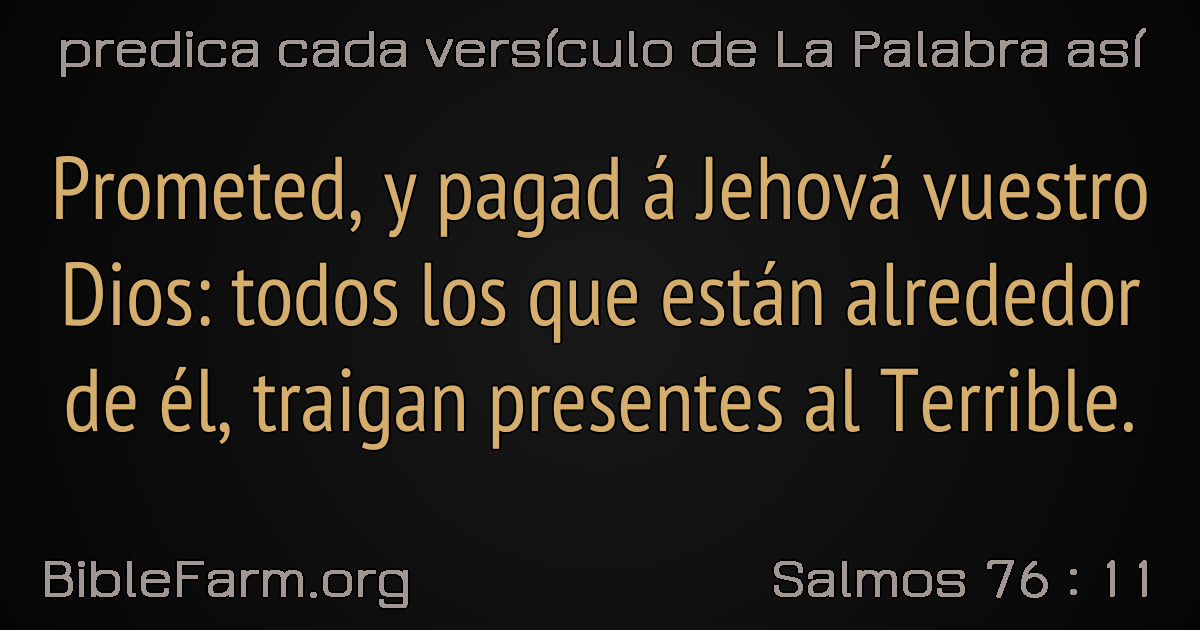 predica cada versículo de La Palabra así
Prometed, y pagad á Jehová vuestro
Dios: todos los que están alrededor
de él, traigan presentes al Terrible.
BibleFarm.org
Salmos 76 : 11